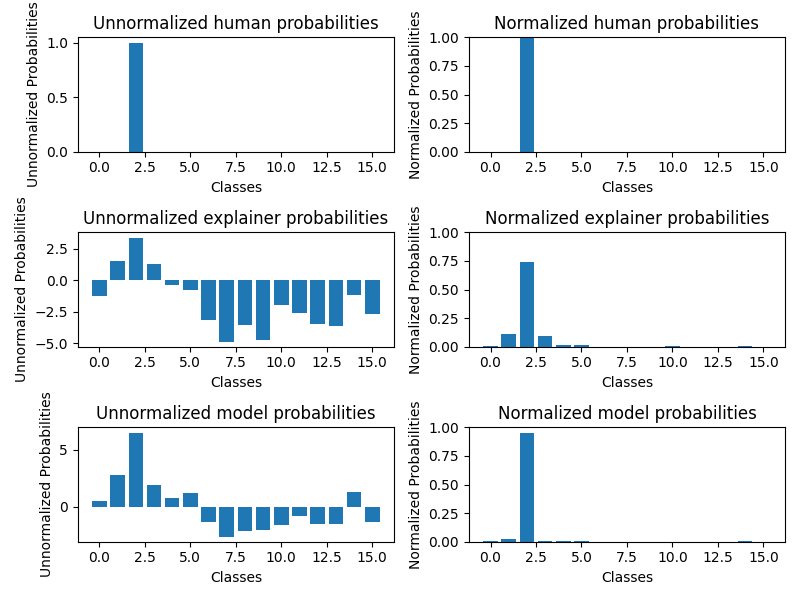 Unnormalized human probabilities
Unnormalized Probabilities
1.0
0.5
0.0
0.0 2.5 5.0 7.5 10.0 12.5 15.0
Classes
Normalized human probabilities
Normalized Probabilities
1.00
0.75
0.50
0.25
0.00
0.0 2.5 5.0 7.5 10.0 12.5 15.0
Classes
Unnormalized explainer probabilities
Unnormalized Probabilities
2.5
0.0
−2.5
−5.0
0.0 2.5 5.0 7.5 10.0 12.5 15.0
Classes
Normalized explainer probabilities
Normalized Probabilities
1.00
0.75
0.50
0.25
0.00
0.0 2.5 5.0 7.5 10.0 12.5 15.0
Classes
Unnormalized model probabilities
Unnormalized Probabilities
5
0
0.0 2.5 5.0 7.5 10.0 12.5 15.0
Classes
Normalized model probabilities
Normalized Probabilities
1.00
0.75
0.50
0.25
0.00
0.0 2.5 5.0 7.5 10.0 12.5 15.0
Classes